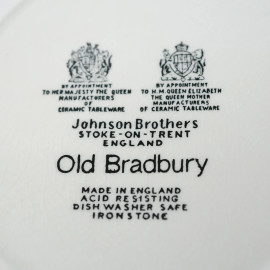 BY APPOINTMENT
TO HER MAJESTY THE QUEEN
MANUFACTURERS
OF
CERAMIC TABLEWARE
BY APPOINTMENT
TO H.M. QUEEN ELIZABETH
THE QUEEN MOTHER
MANUFACTURERS
OF CERAMIC TABLEWARE
Johnson Brothers
STOKE-ON-TRENT
ENGLAND
Old Bradbury
MADE IN ENGLAND
ACID RESISTING
DISH WASHER SAFE
IRONSTONE